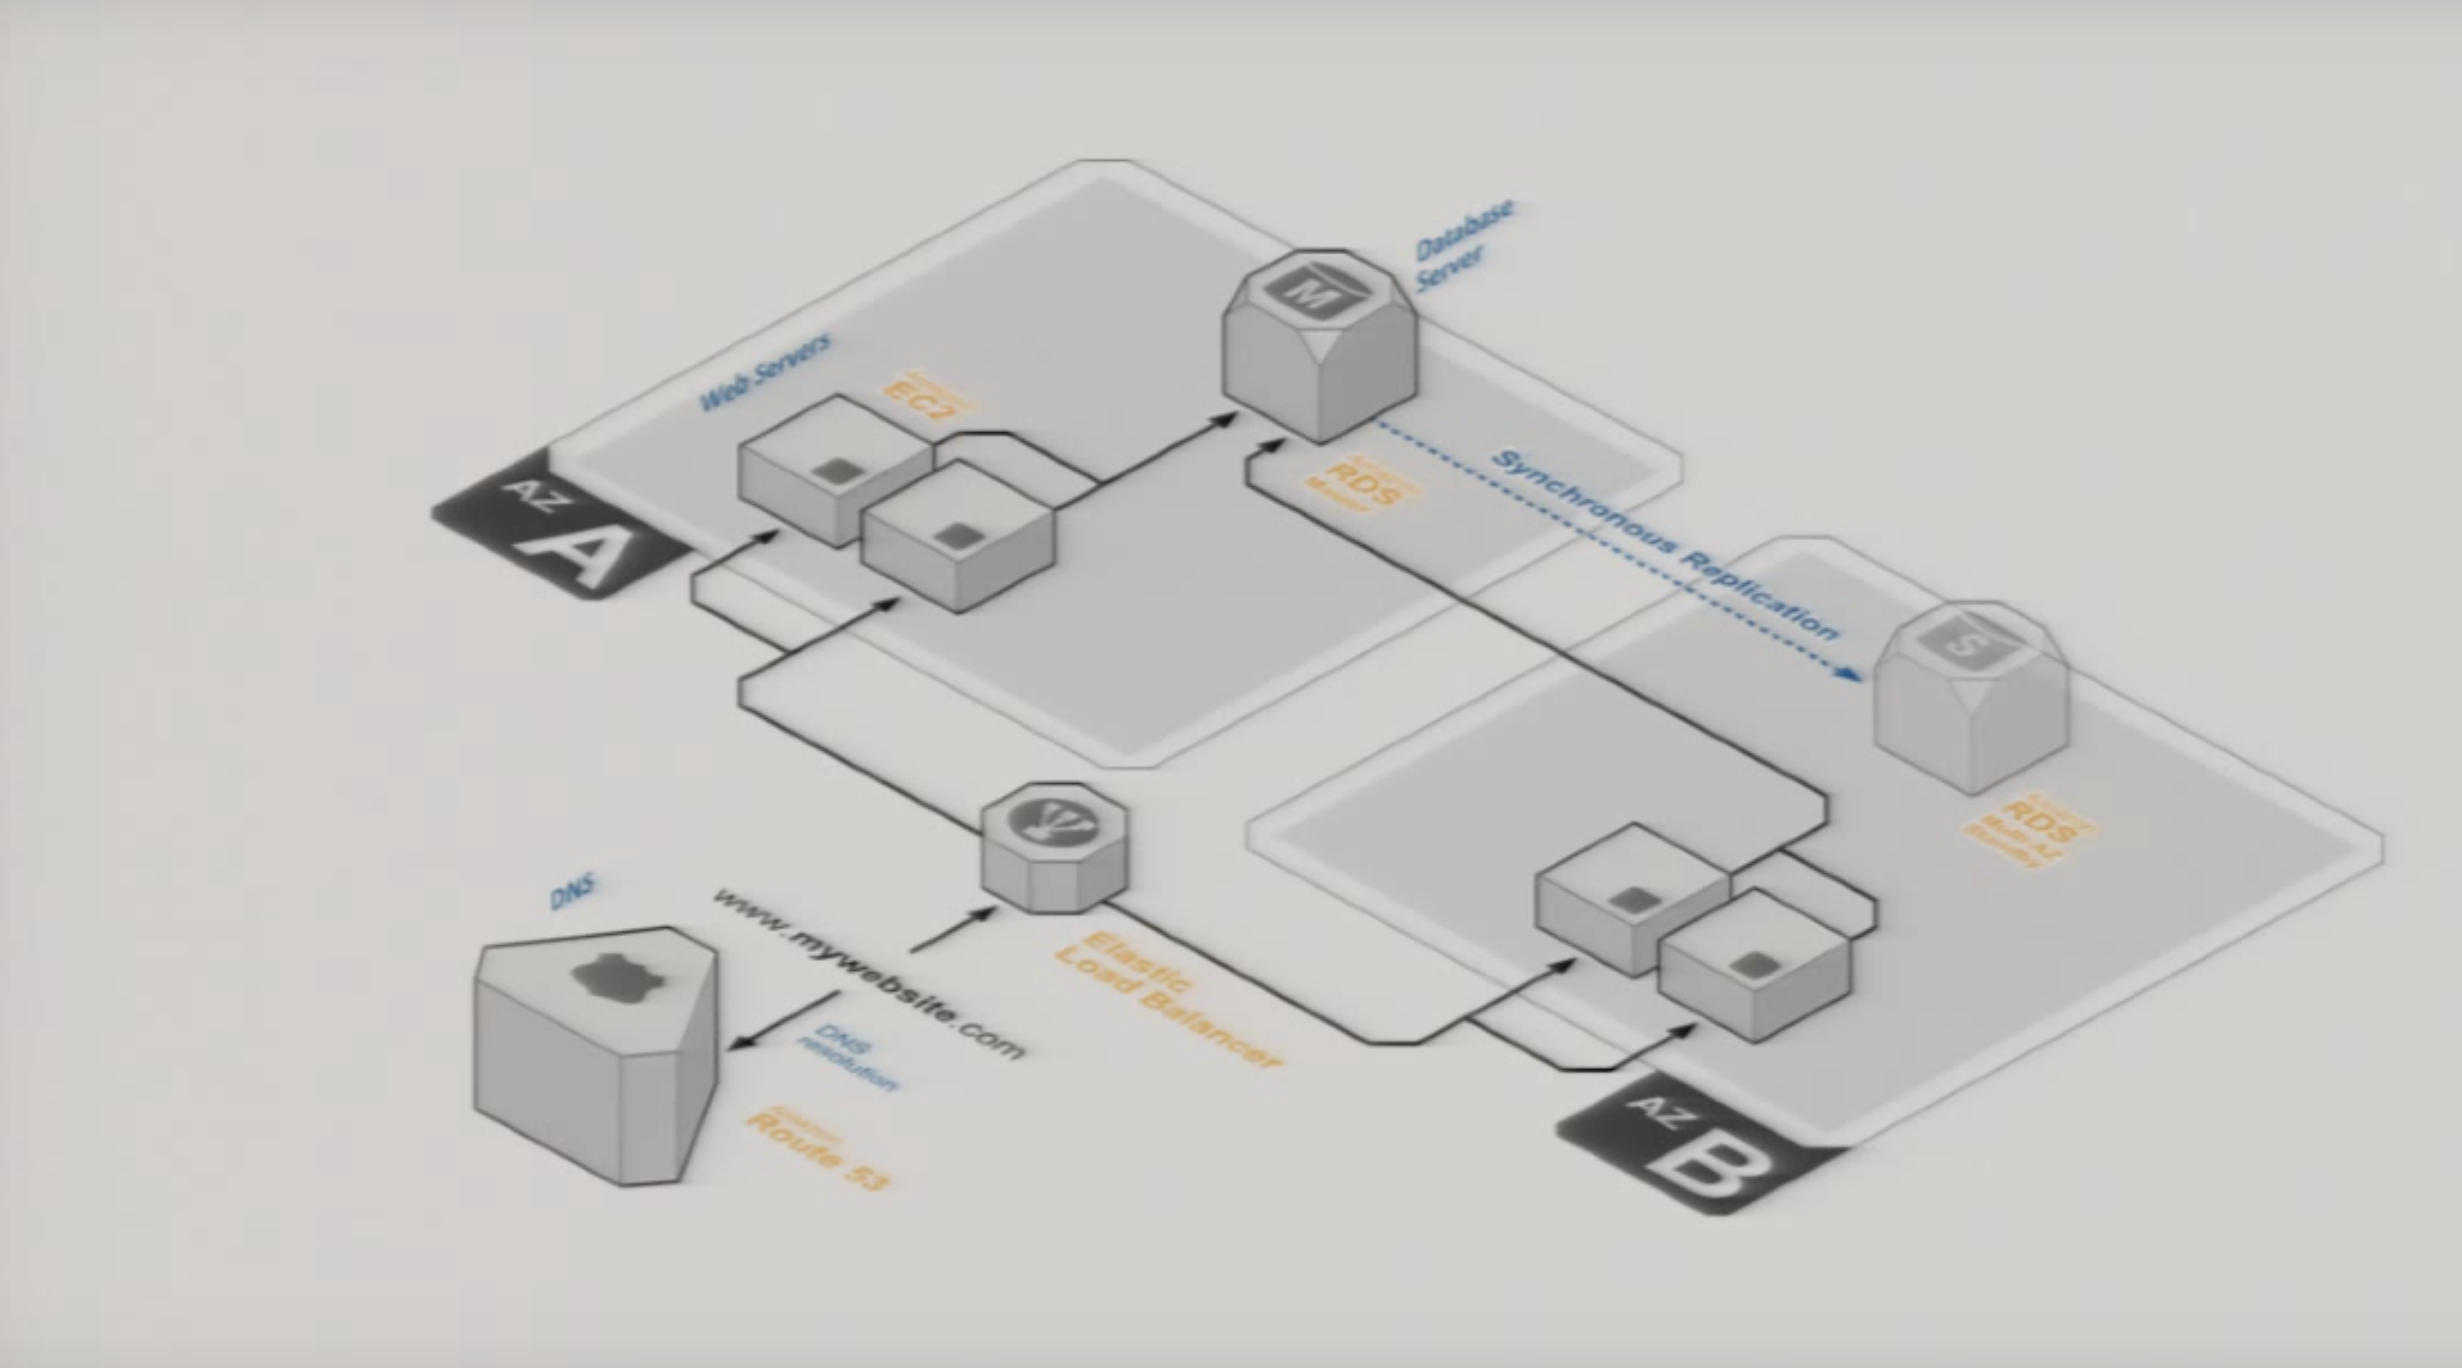 Database
Server
Web Servers
Amazon
EC2
M
Amazon
RDS
Master
Synchronous Replication
AZ
A
S
Amazon
RDS
Multi-AZ
Standby
DNS
www.mywebsite.com
Elastic
Load Balancer
DNS
resolution
Amazon
Route 53
AZ
B